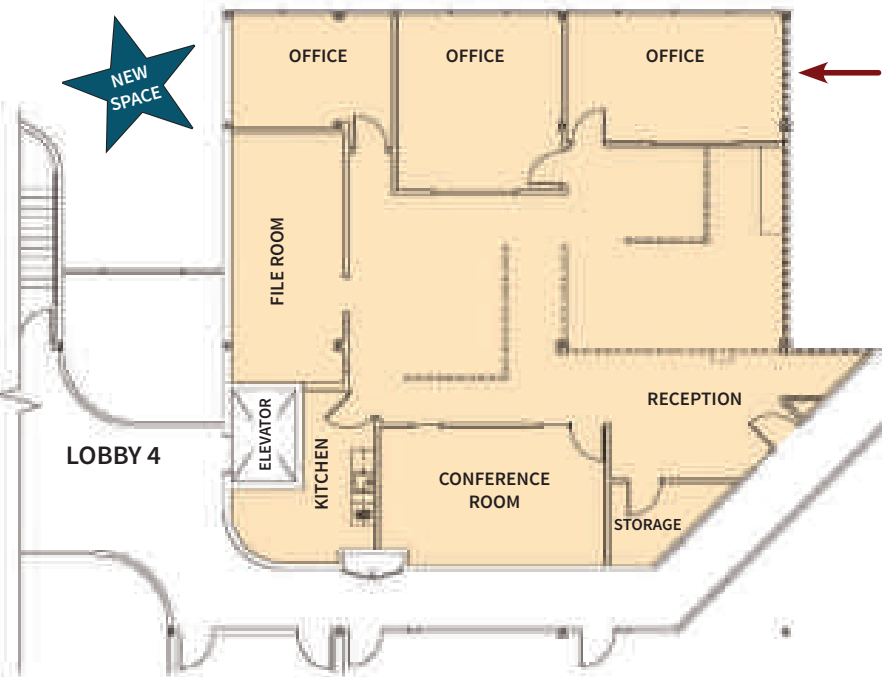 NEW
SPACE
OFFICE
OFFICE
OFFICE
FILE ROOM
ELEVATOR
KITCHEN
LOBBY 4
CONFERENCE
ROOM
RECEPTION
STORAGE